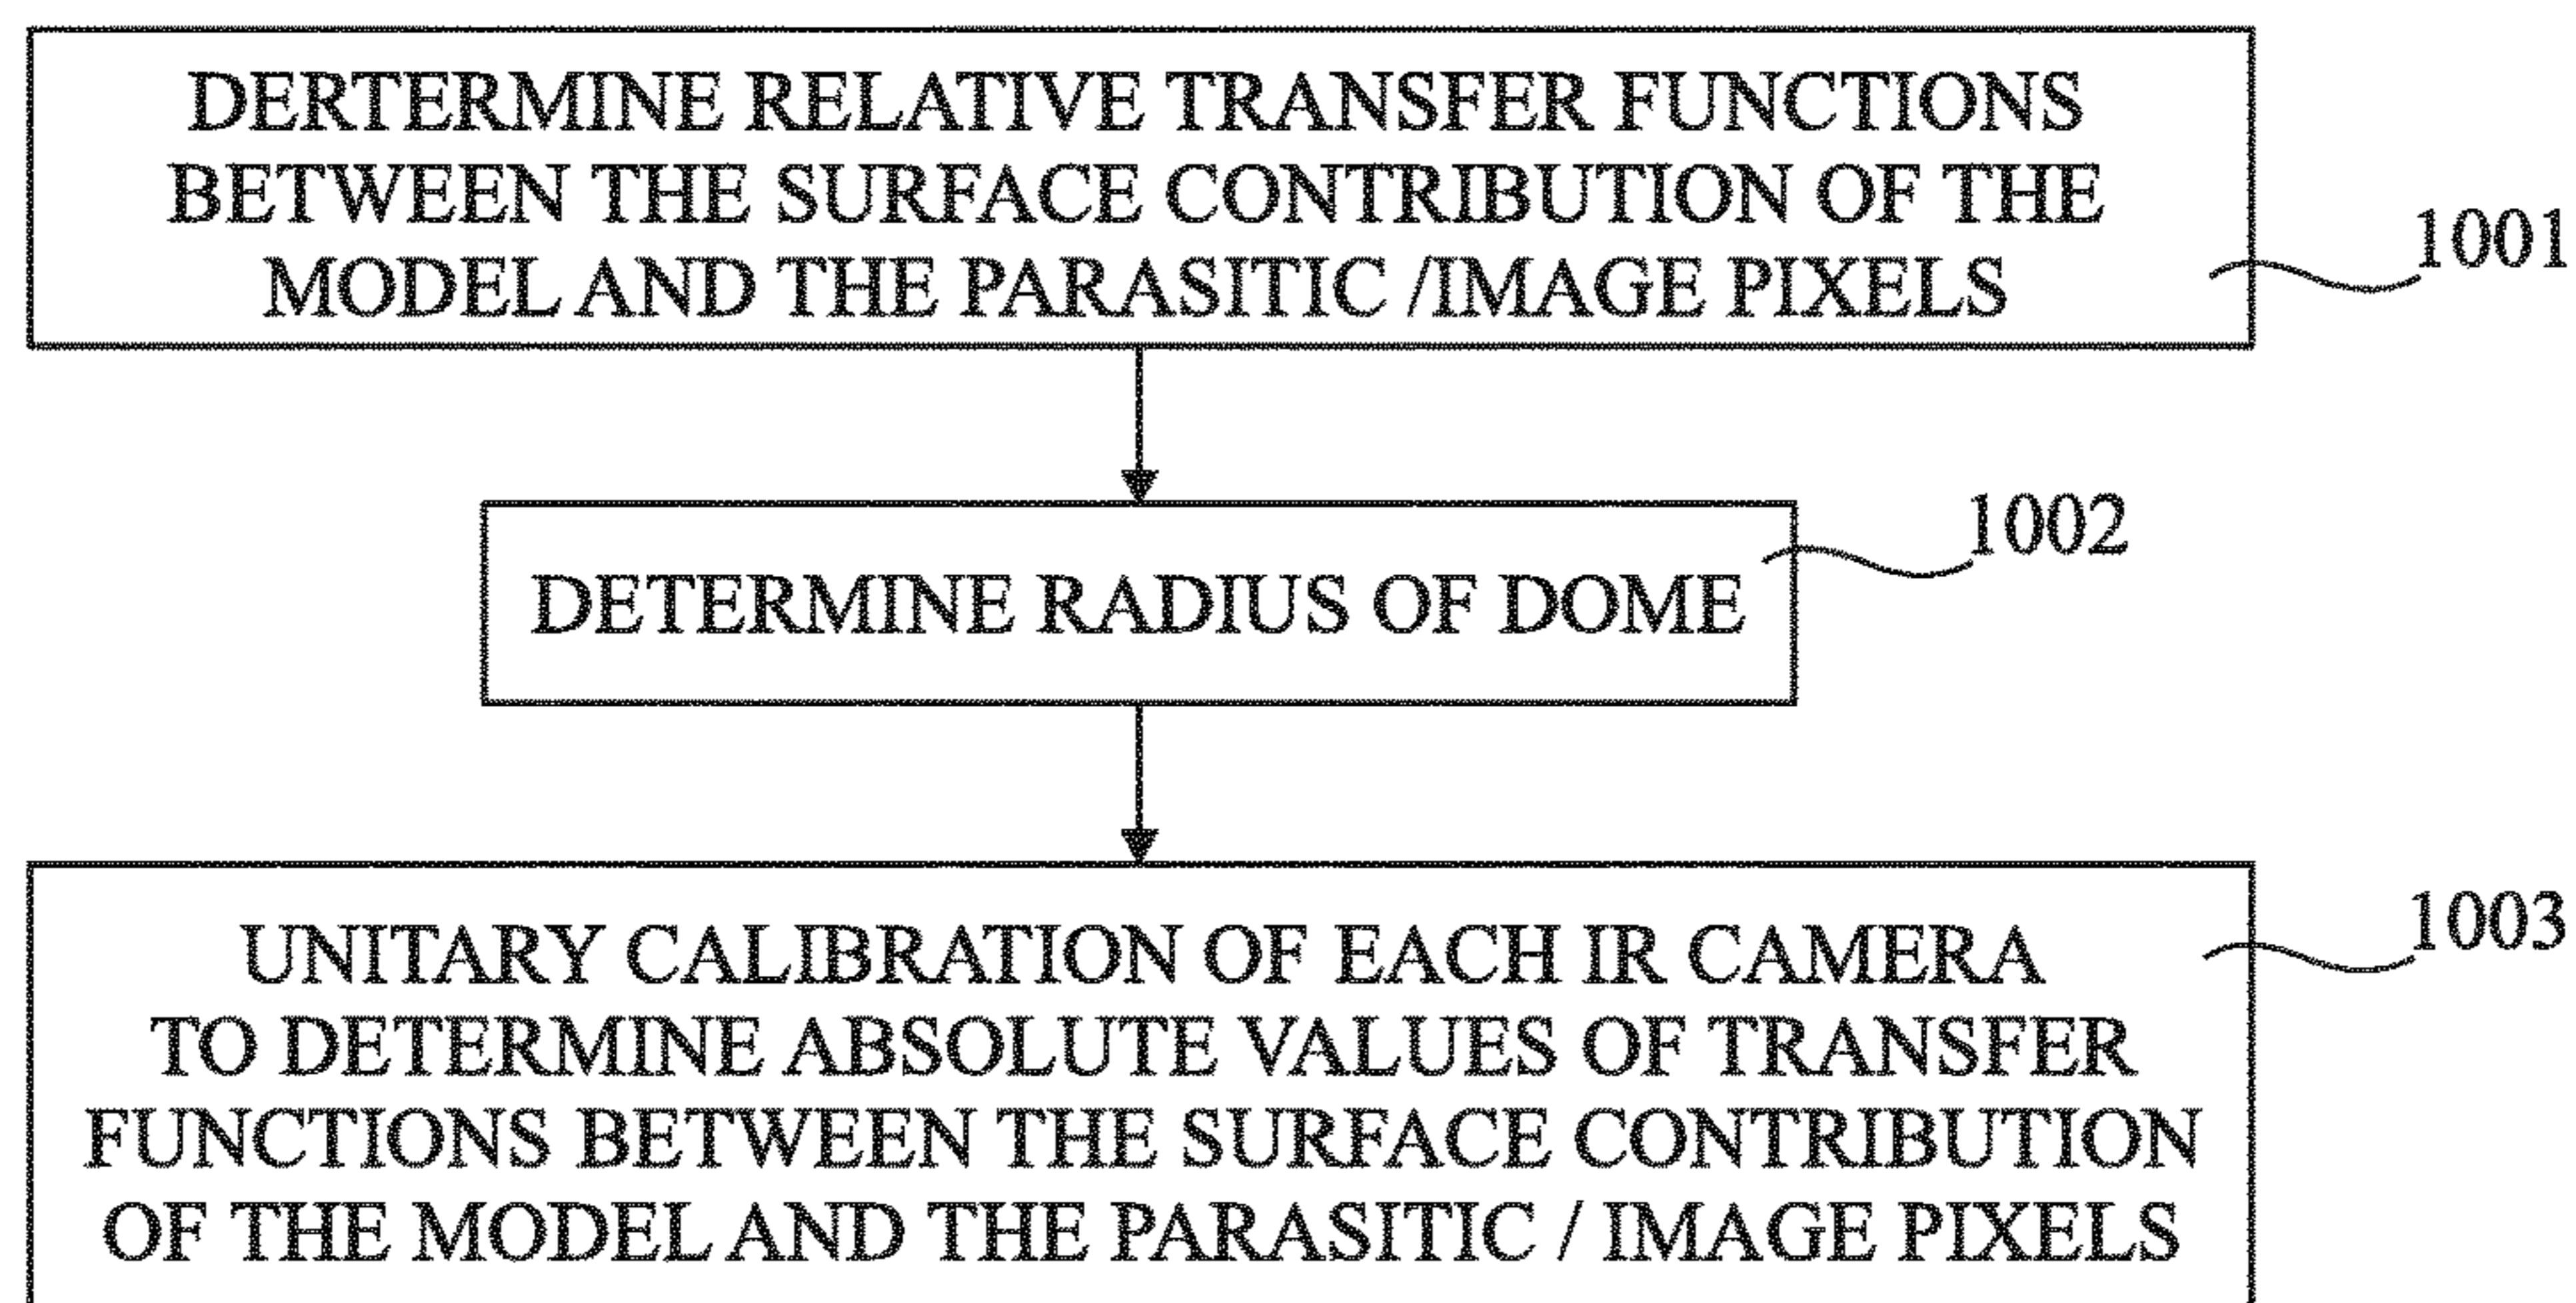 DERTERMINE RELATIVE TRANSFER FUNCTIONS
BETWEEN THE SURFACE CONTRIBUTION OF THE
MODEL AND THE PARASITIC /IMAGE PIXELS
1001
1002
DETERMINE RADIUS OF DOME
1003
UNITARY CALIBRATION OF EACH IR CAMERA
TO DETERMINE ABSOLUTE VALUES OF TRANSFER
FUNCTIONS BETWEEN THE SURFACE CONTRIBUTION
OF THE MODEL AND THE PARASITIC / IMAGE PIXELS